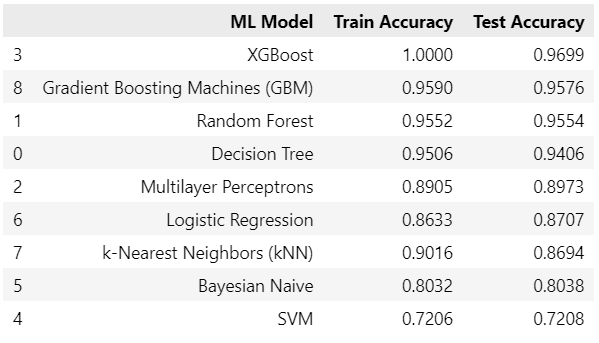 ML Model Train Accuracy Test Accuracy
3 XGBoost 1.0000 0.9699
8 Gradient Boosting Machines (GBM) 0.9590 0.9576
1 Random Forest 0.9552 0.9554
0 Decision Tree 0.9506 0.9406
2 Multilayer Perceptrons 0.8905 0.8973
6 Logistic Regression 0.8633 0.8707
7 k-Nearest Neighbors (kNN) 0.9016 0.8694
5 Bayesian Naive 0.8032 0.8038
4 SVM 0.7206 0.7208